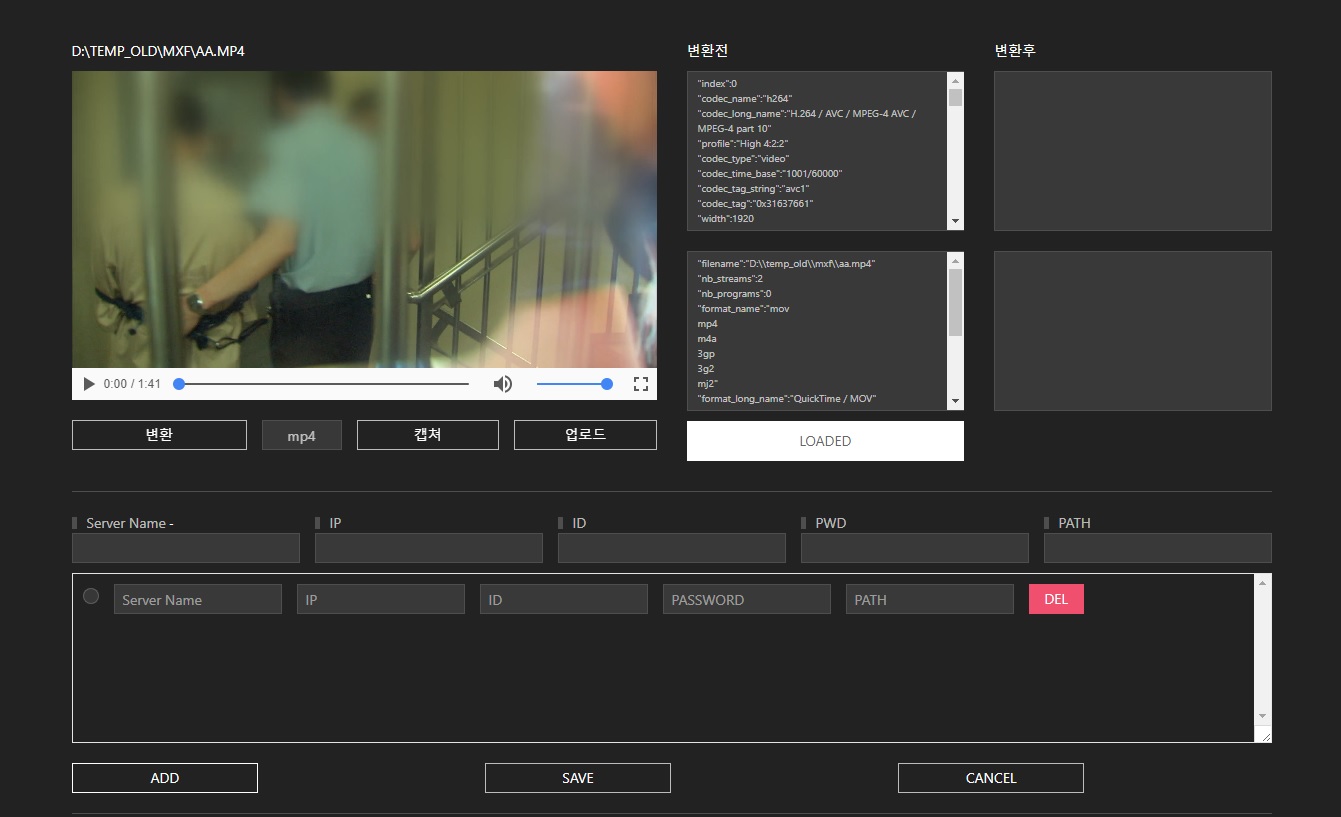 D:\TEMP_OLD\MXF\AA.MP4
변환전
변환후
"index":0
"codec_name":"h264"
"codec_long_name":"H.264 / AVC / MPEG-4 AVC /
MPEG-4 part 10"
"profile":"High 4:2:2"
"codec_type":"video"
"codec_time_base":"1001/60000"
"codec_tag_string":"avc1"
"codec_tag":"0x31637661"
"width":1920
"filename":"D:\\temp_old\\mxf\\aa.mp4"
"nb_streams":2
"nb_programs":0
"format_name":"mov
mp4
m4a
3gp
3g2
mj2"
"format_long_name":"QuickTime / MOV"
0:00 / 1:41
변환
mp4
캡쳐
업로드
LOADED
Server Name -
IP
ID
PWD
PATH
Server Name
IP
ID
PASSWORD
PATH
DEL
ADD
SAVE
CANCEL